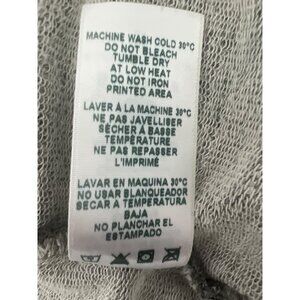 MACHINE WASH COLD 30°C
DO NOT BLEACH
TUMBLE DRY
AT LOW HEAT
DO NOT IRON
PRINTED AREA
LAVER À LA MACHINE 30°C
NE PAS JAVELLISER
SÉCHER À BASSE
TEMPÉRATURE
NE PAS REPASSER
L'IMPRIMÉ
LAVAR EN MAQUINA 30°C
NO USAR BLANQUEADOR
SECAR A TEMPERATURA
BAJA
NO PLANCHAR EL
ESTAMPADO